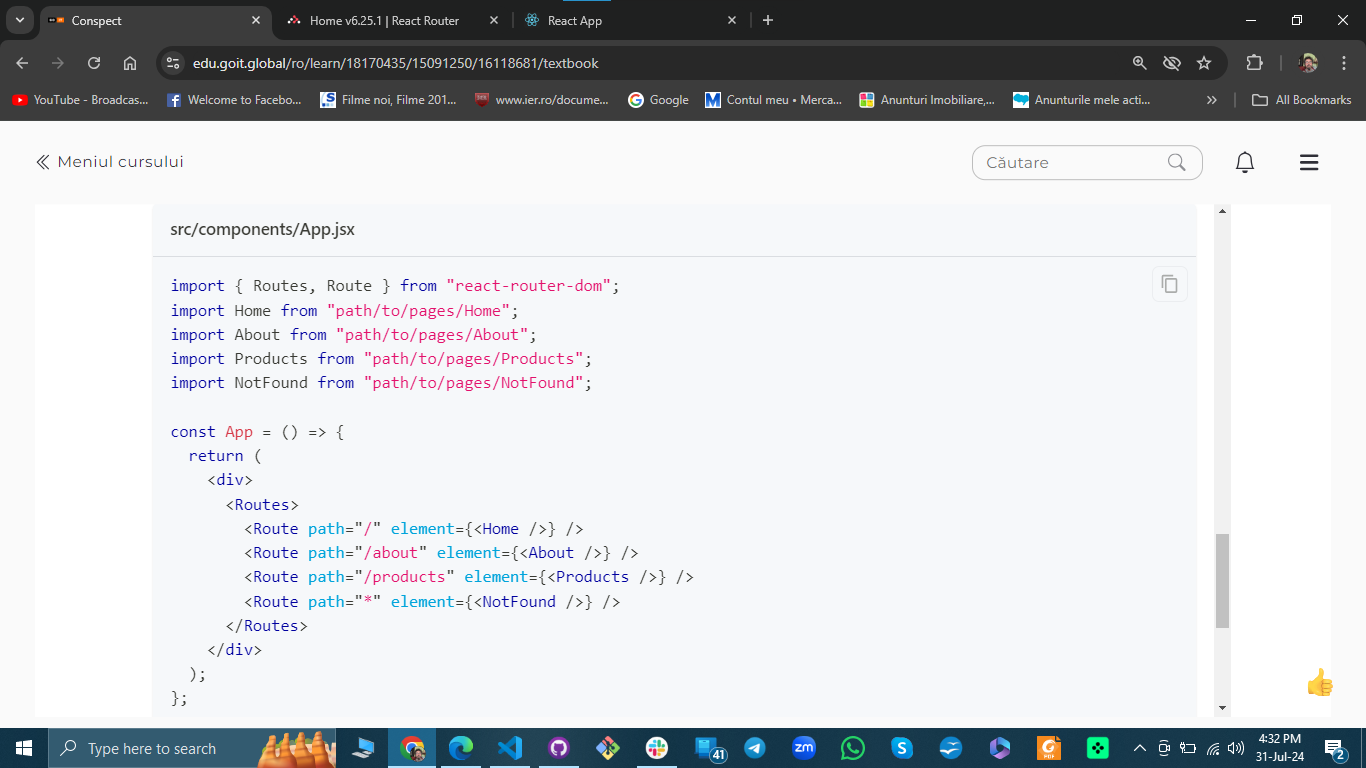 Conspect
Home v6.25.1 | React Router
React App
edu.goit.global/ro/learn/18170435/15091250/16118681/textbook
YouTube - Broadcas...
Welcome to Facebo...
Filme noi, Filme 201...
www.ier.ro/docume...
Google
Contul meu • Merca...
Anunturi Imobiliare,...
Anunturile mele acti...
All Bookmarks
Meniul cursului
Căutare
src/components/App.jsx
import { Routes, Route } from "react-router-dom";
import Home from "path/to/pages/Home";
import About from "path/to/pages/About";
import Products from "path/to/pages/Products";
import NotFound from "path/to/pages/NotFound";
const App = () => {
return (
<div>
<Routes>
<Route path="/" element={<Home />} />
<Route path="/about" element={<About />} />
<Route path="/products" element={<Products />} />
<Route path="*" element={<NotFound />} />
</Routes>
</div>
);
};
Type here to search
41
zm
PDF
4:32 PM
31-Jul-24
2